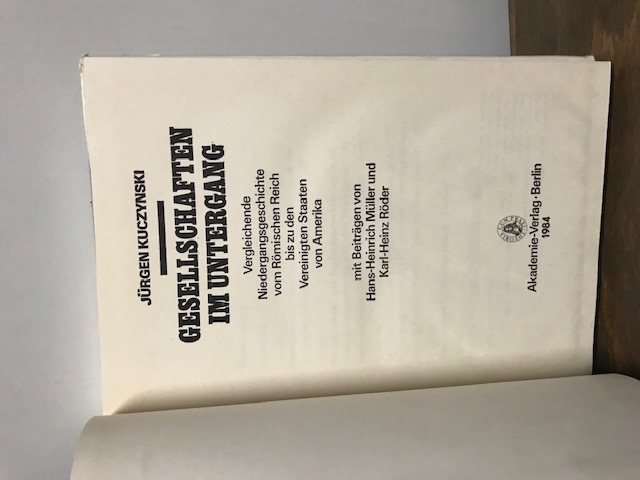 JÜRGEN KUCZYNSKI
GESELLSCHAFTEN
IM UNTERGANG
Vergleichende
Niedergangsgeschichte
vom Römischen Reich
bis zu den
Vereinigten Staaten
von Amerika
mit Beiträgen von
Hans-Heinrich Müller und
Karl-Heinz Röder
Akademie-Verlag · Berlin
1984